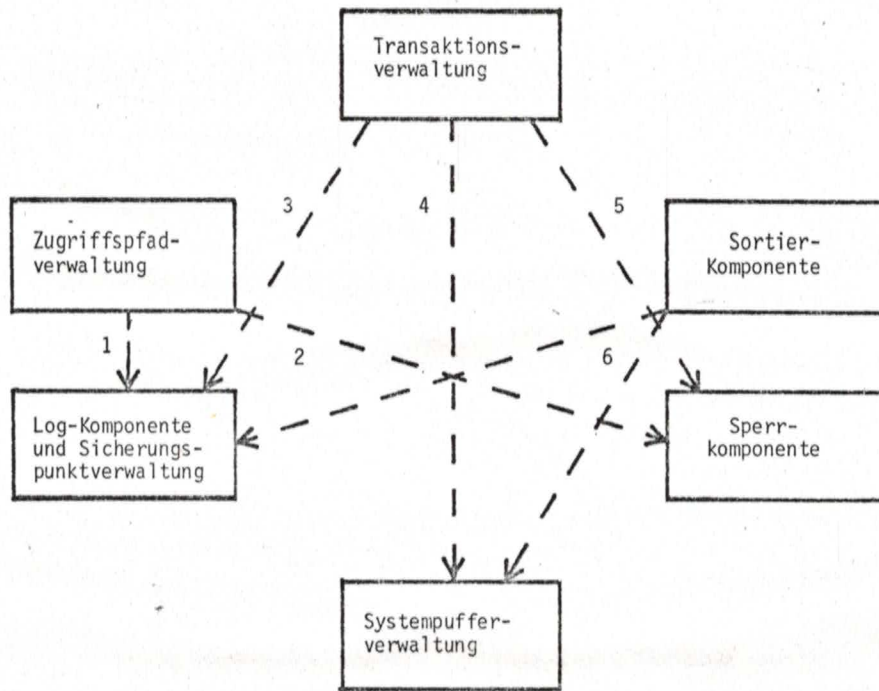 Transaktions-
verwaltung
3
4
5
Zugriffspfad-
verwaltung
Sortier-
Komponente
1
2
6
Log-Komponente
und Sicherungs-
punktverwaltung
Sperr-
komponente
Systempuffer-
verwaltung